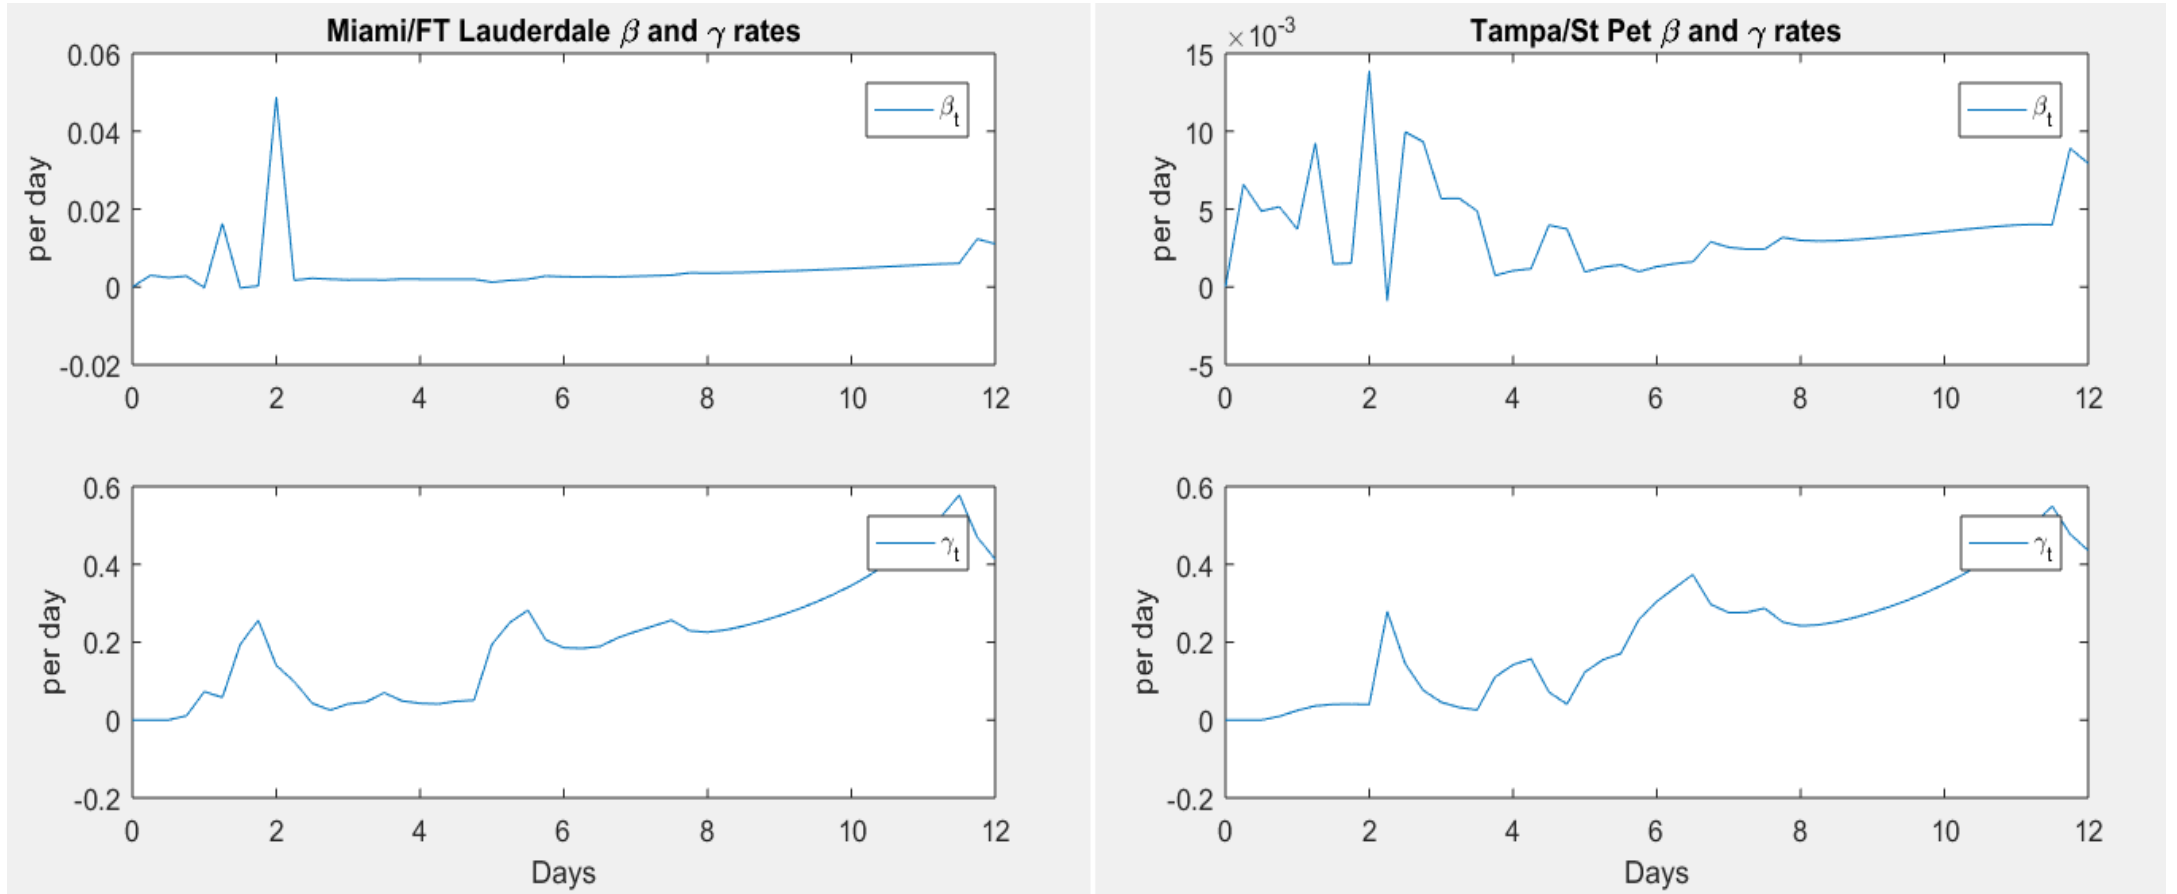 Miami/FT Lauderdale β and γ rates
0.06
0.04
0.02
0
-0.02
per day
β_t
0 2 4 6 8 10 12
0.6
0.4
0.2
0
-0.2
per day
γ_t
0 2 4 6 8 10 12
Days
Tampa/St Pet β and γ rates
×10^-3
15
10
5
0
-5
per day
β_t
0 2 4 6 8 10 12
0.6
0.4
0.2
0
-0.2
per day
γ_t
0 2 4 6 8 10 12
Days